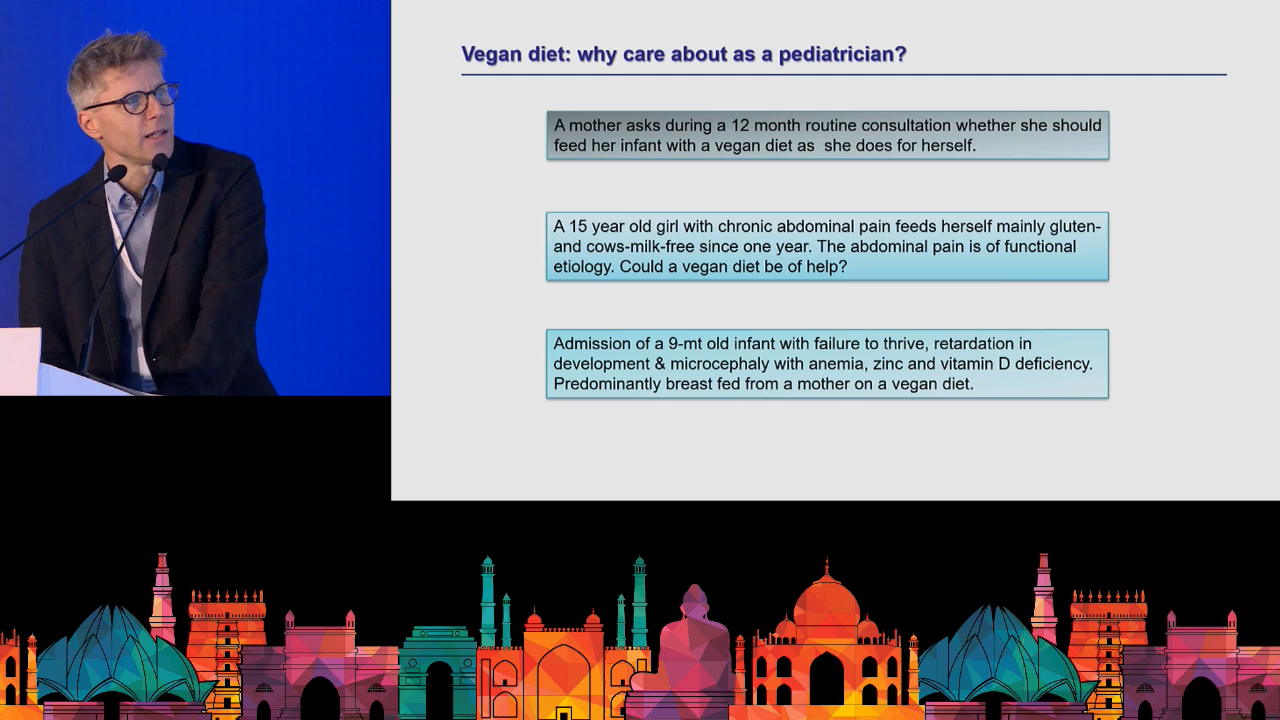 Vegan diet: why care about as a pediatrician?
A mother asks during a 12 month routine consultation whether she should
feed her infant with a vegan diet as  she does for herself.
A 15 year old girl with chronic abdominal pain feeds herself mainly gluten-
and cows-milk-free since one year. The abdominal pain is of functional
etiology. Could a vegan diet be of help?
Admission of a 9-mt old infant with failure to thrive, retardation in
development & microcephaly with anemia, zinc and vitamin D deficiency.
Predominantly breast fed from a mother on a vegan diet.